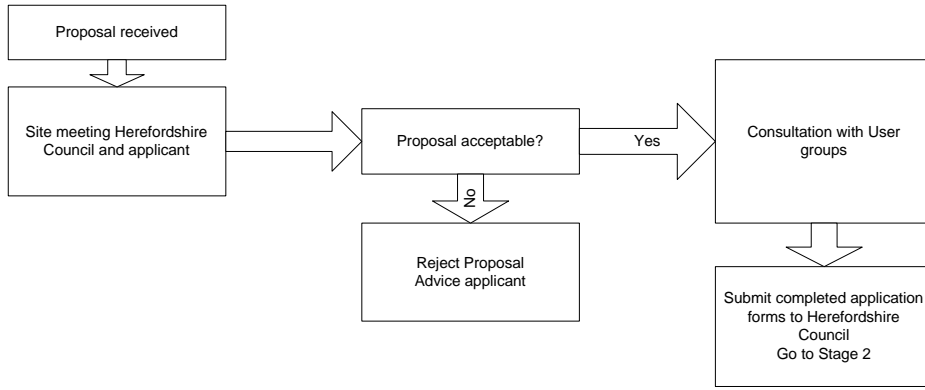 Proposal received
Site meeting Herefordshire
Council and applicant
Proposal acceptable?
Yes
Consultation with User
groups
No
Reject Proposal
Advice applicant
Submit completed application
forms to Herefordshire
Council
Go to Stage 2